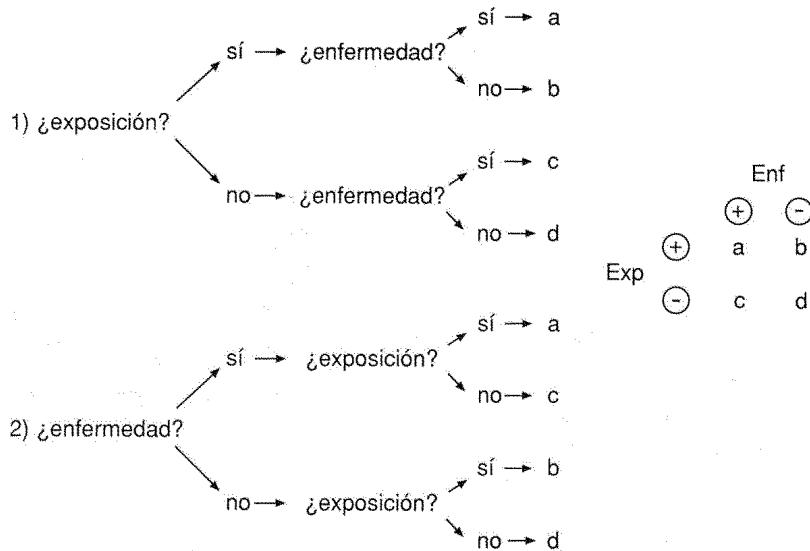 sí → ¿enfermedad?
sí → a
no → b
1) ¿exposición?
no → ¿enfermedad?
sí → c
no → d
Enf
+ -
Exp
+ a b
- c d
sí → ¿exposición?
sí → a
no → c
2) ¿enfermedad?
no → ¿exposición?
sí → b
no → d